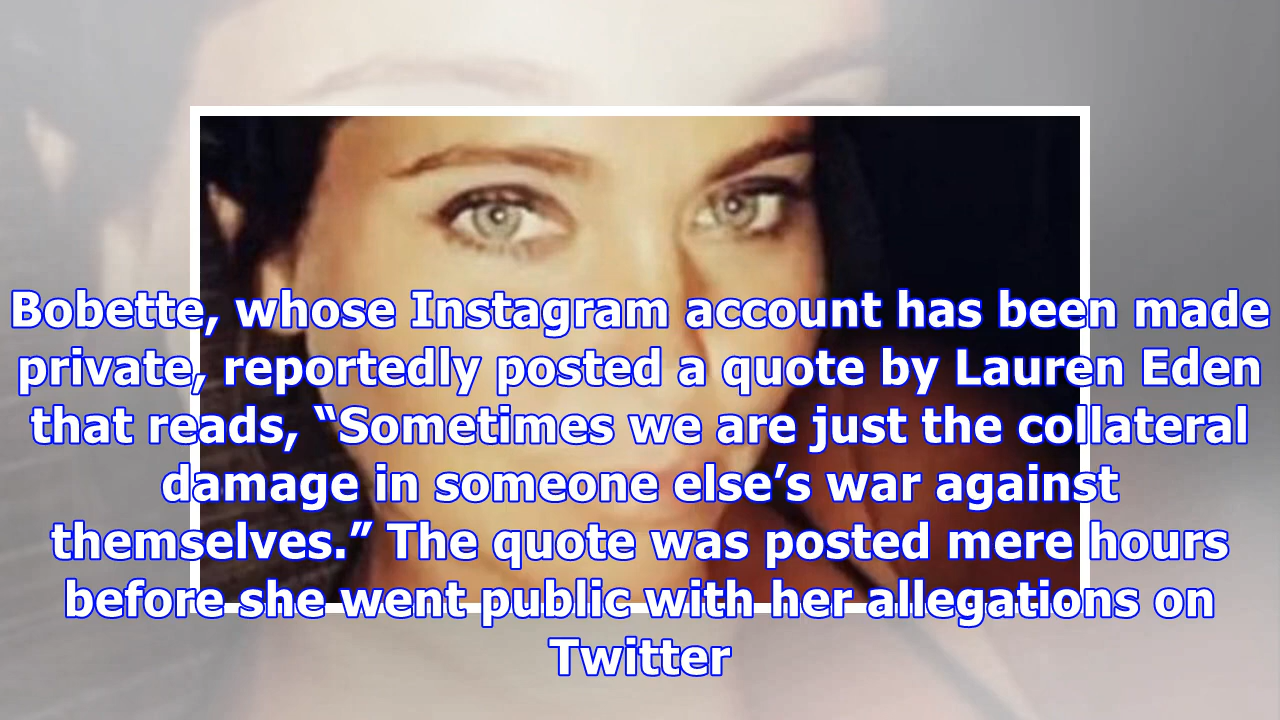 Bobette, whose Instagram account has been made
private, reportedly posted a quote by Lauren Eden
that reads, “Sometimes we are just the collateral
damage in someone else’s war against
themselves.” The quote was posted mere hours
before she went public with her allegations on
Twitter